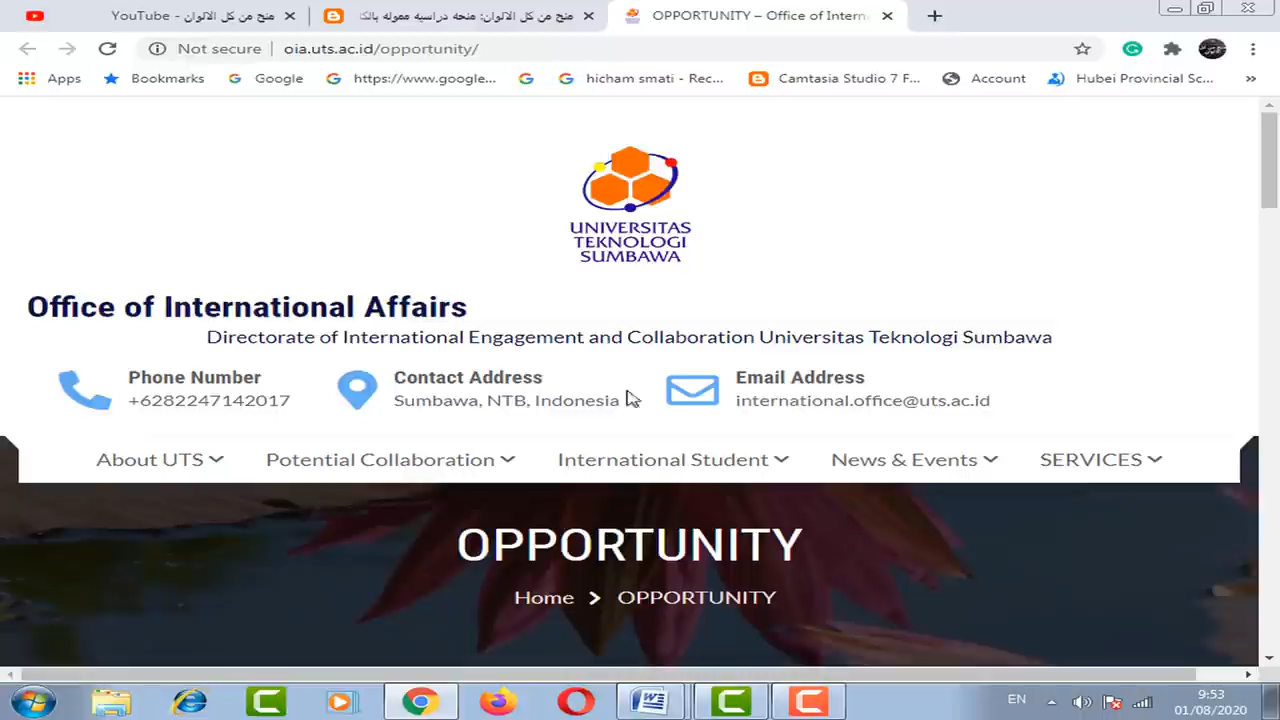 منح من كل الالوان - YouTube
منح من كل الالوان: منحه دراسيه مموله بالك
OPPORTUNITY – Office of Intern
Not secure
oia.uts.ac.id/opportunity/
Apps
Bookmarks
Google
https://www.google...
hicham smati - Rec...
Camtasia Studio 7 F...
Account
Hubei Provincial Sc...
»
UNIVERSITAS
TEKNOLOGI
SUMBAWA
Office of International Affairs
Directorate of International Engagement and Collaboration Universitas Teknologi Sumbawa
Phone Number
+6282247142017
Contact Address
Sumbawa, NTB, Indonesia
Email Address
international.office@uts.ac.id
About UTS
Potential Collaboration
International Student
News & Events
SERVICES
OPPORTUNITY
Home > OPPORTUNITY
EN
9:53
01/08/2020